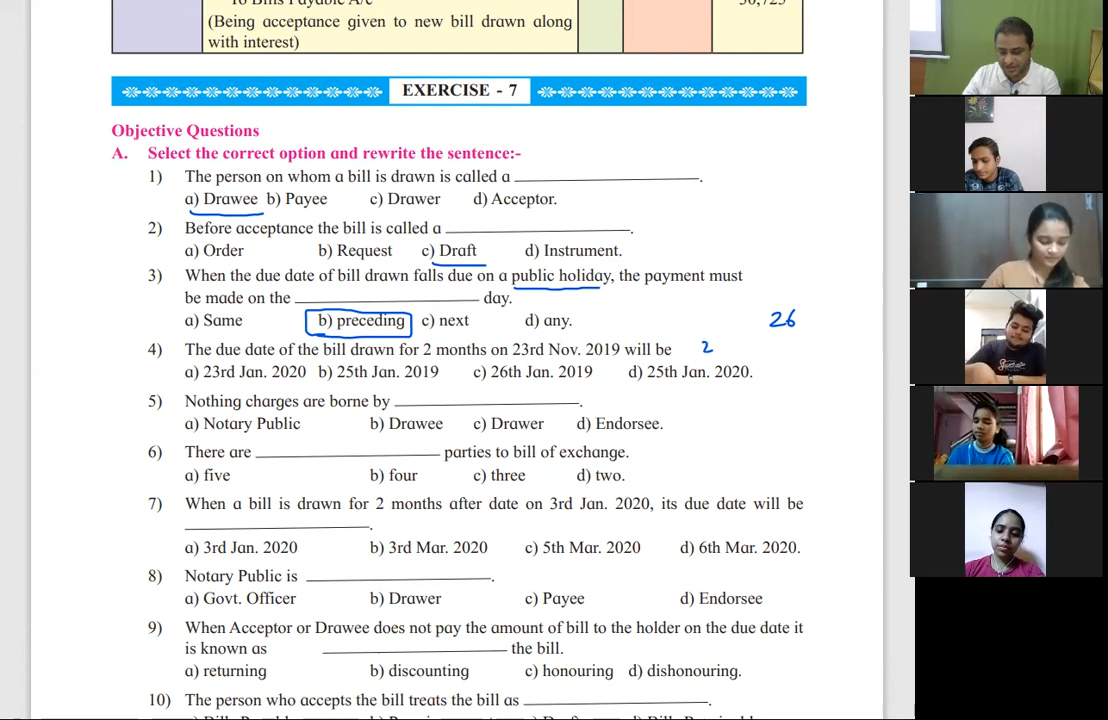 (Being acceptance given to new bill drawn along
with interest)
EXERCISE - 7
Objective Questions
A. Select the correct option and rewrite the sentence:-
1) The person on whom a bill is drawn is called a ____________________.
a) Drawee b) Payee c) Drawer d) Acceptor.
2) Before acceptance the bill is called a ____________________.
a) Order b) Request c) Draft d) Instrument.
3) When the due date of bill drawn falls due on a public holiday, the payment must
be made on the ____________________ day.
a) Same b) preceding c) next d) any.
26
4) The due date of the bill drawn for 2 months on 23rd Nov. 2019 will be 2
a) 23rd Jan. 2020 b) 25th Jan. 2019 c) 26th Jan. 2019 d) 25th Jan. 2020.
5) Nothing charges are borne by ____________________.
a) Notary Public b) Drawee c) Drawer d) Endorsee.
6) There are ____________________ parties to bill of exchange.
a) five b) four c) three d) two.
7) When a bill is drawn for 2 months after date on 3rd Jan. 2020, its due date will be
____________________.
a) 3rd Jan. 2020 b) 3rd Mar. 2020 c) 5th Mar. 2020 d) 6th Mar. 2020.
8) Notary Public is ____________________.
a) Govt. Officer b) Drawer c) Payee d) Endorsee
9) When Acceptor or Drawee does not pay the amount of bill to the holder on the due date it
is known as ____________________ the bill.
a) returning b) discounting c) honouring d) dishonouring.
10) The person who accepts the bill treats the bill as ____________________.